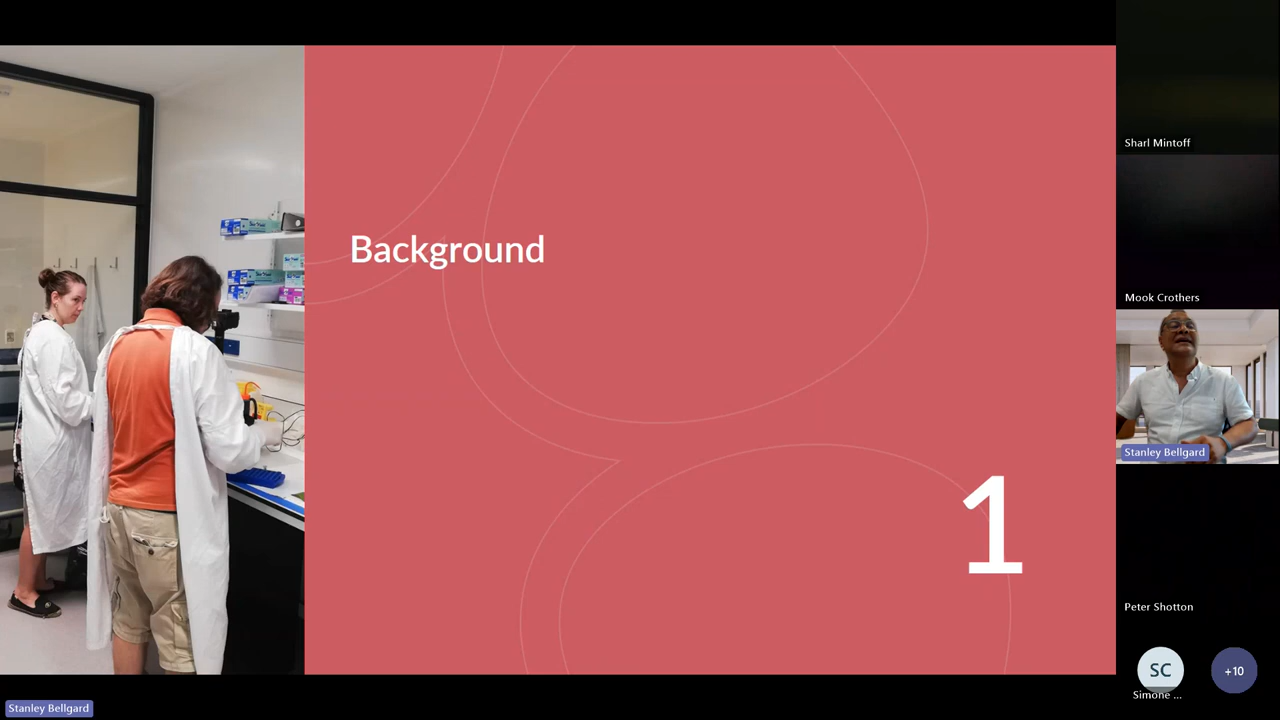 Background
1
Sharl Mintoff
Mook Crothers
Stanley Bellgard
Peter Shotton
SC
+10
Simone ...
Stanley Bellgard